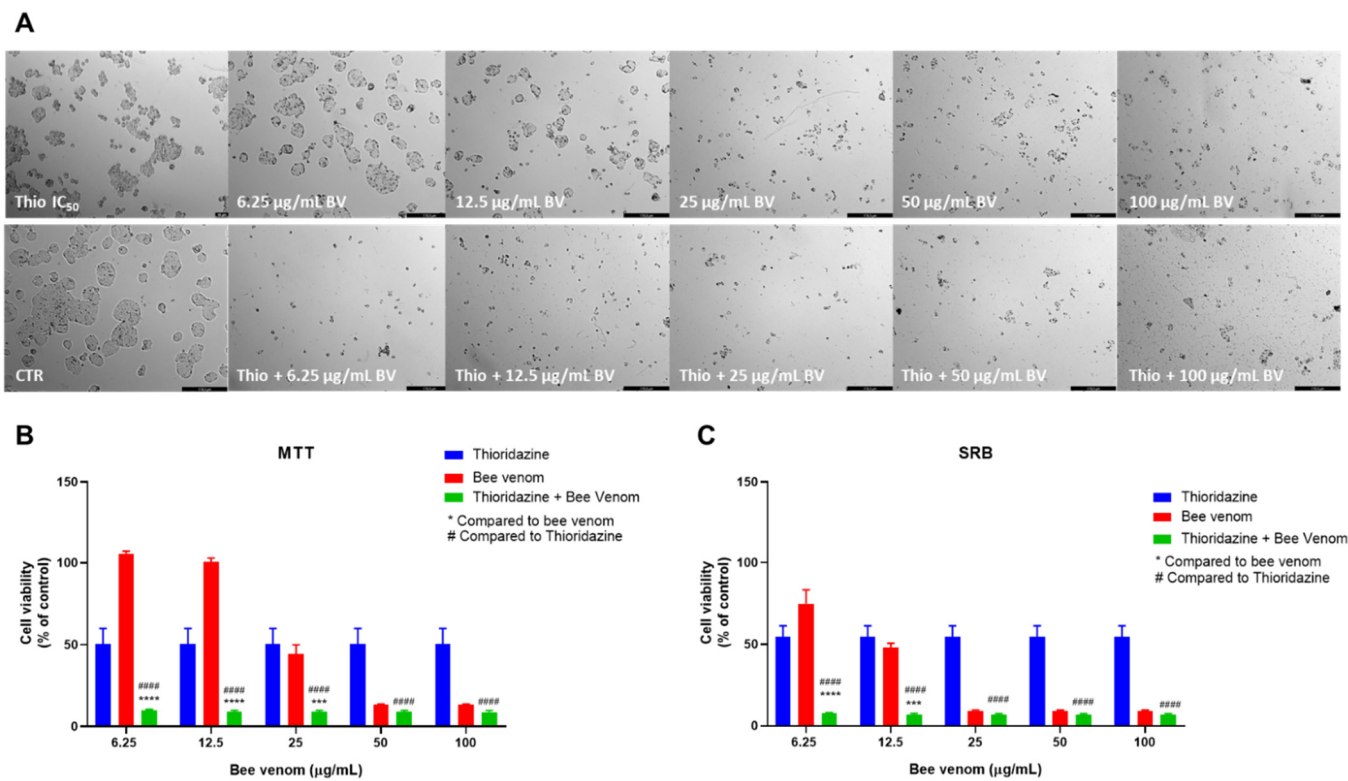 A
Thio IC₅₀
6.25 µg/mL BV
12.5 µg/mL BV
25 µg/mL BV
50 µg/mL BV
100 µg/mL BV
CTR
Thio + 6.25 µg/mL BV
Thio + 12.5 µg/mL BV
Thio + 25 µg/mL BV
Thio + 50 µg/mL BV
Thio + 100 µg/mL BV
B
MTT
Thioridazine
Bee venom
Thioridazine + Bee Venom
* Compared to bee venom
# Compared to Thioridazine
Cell viability
(% of control)
150
100
50
0
####
****
####
****
####
***
####
####
6.25
12.5
25
50
100
Bee venom (µg/mL)
C
SRB
Thioridazine
Bee venom
Thioridazine + Bee Venom
* Compared to bee venom
# Compared to Thioridazine
Cell viability
(% of control)
150
100
50
0
####
****
####
***
####
####
####
6.25
12.5
25
50
100
Bee venom (µg/mL)